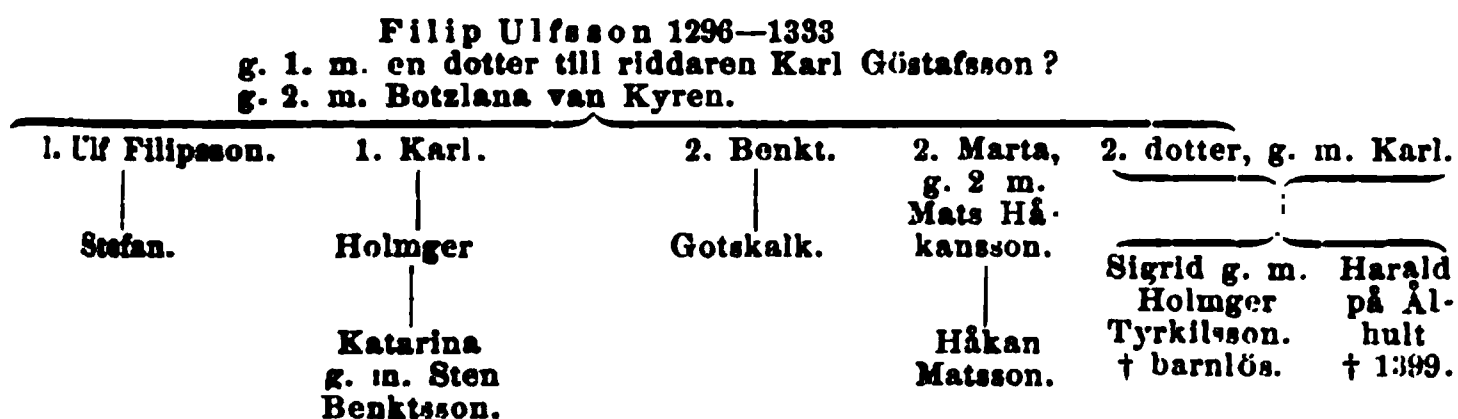 Filip Ulfsson 1296—1333
g. 1. m. en dotter till riddaren Karl Göstafsson?
g. 2. m. Botzlana van Kyren.
1. Ulf Filipsson. 1. Karl. 2. Benkt. 2. Marta, 2. dotter, g. m. Karl.
g. 2 m.
Mats Hå-
Stefan. Holmger Gotskalk. kansson.
Sigrid g. m. Harald
Holmger på Ål-
Katarina Håkan Tyrkilsson. hult
g. m. Sten Matsson. † barnlös. † 1399.
Benktsson.